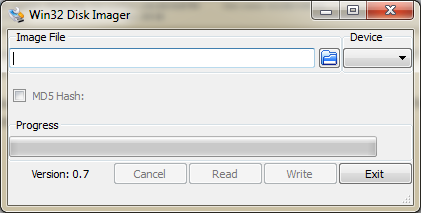 Win32 Disk Imager
Image File Device
MD5 Hash:
Progress
Version: 0.7 Cancel Read Write Exit